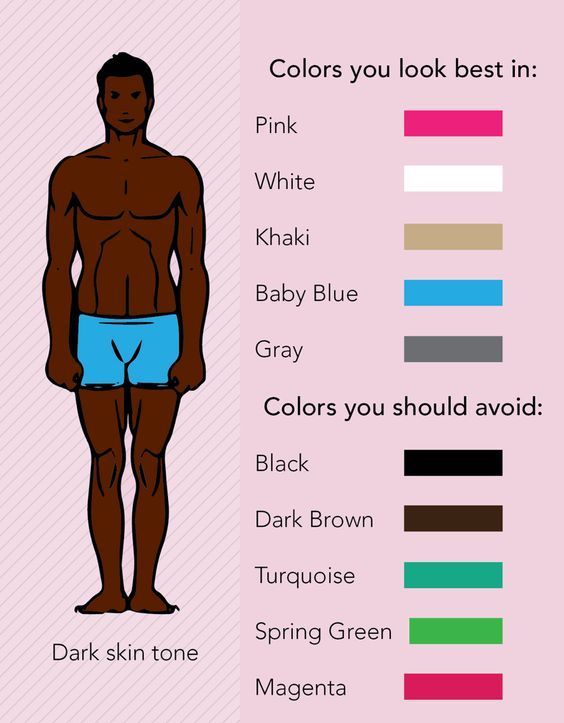 Colors you look best in:
Pink
White
Khaki
Baby Blue
Gray
Colors you should avoid:
Black
Dark Brown
Turquoise
Spring Green
Magenta
Dark skin tone